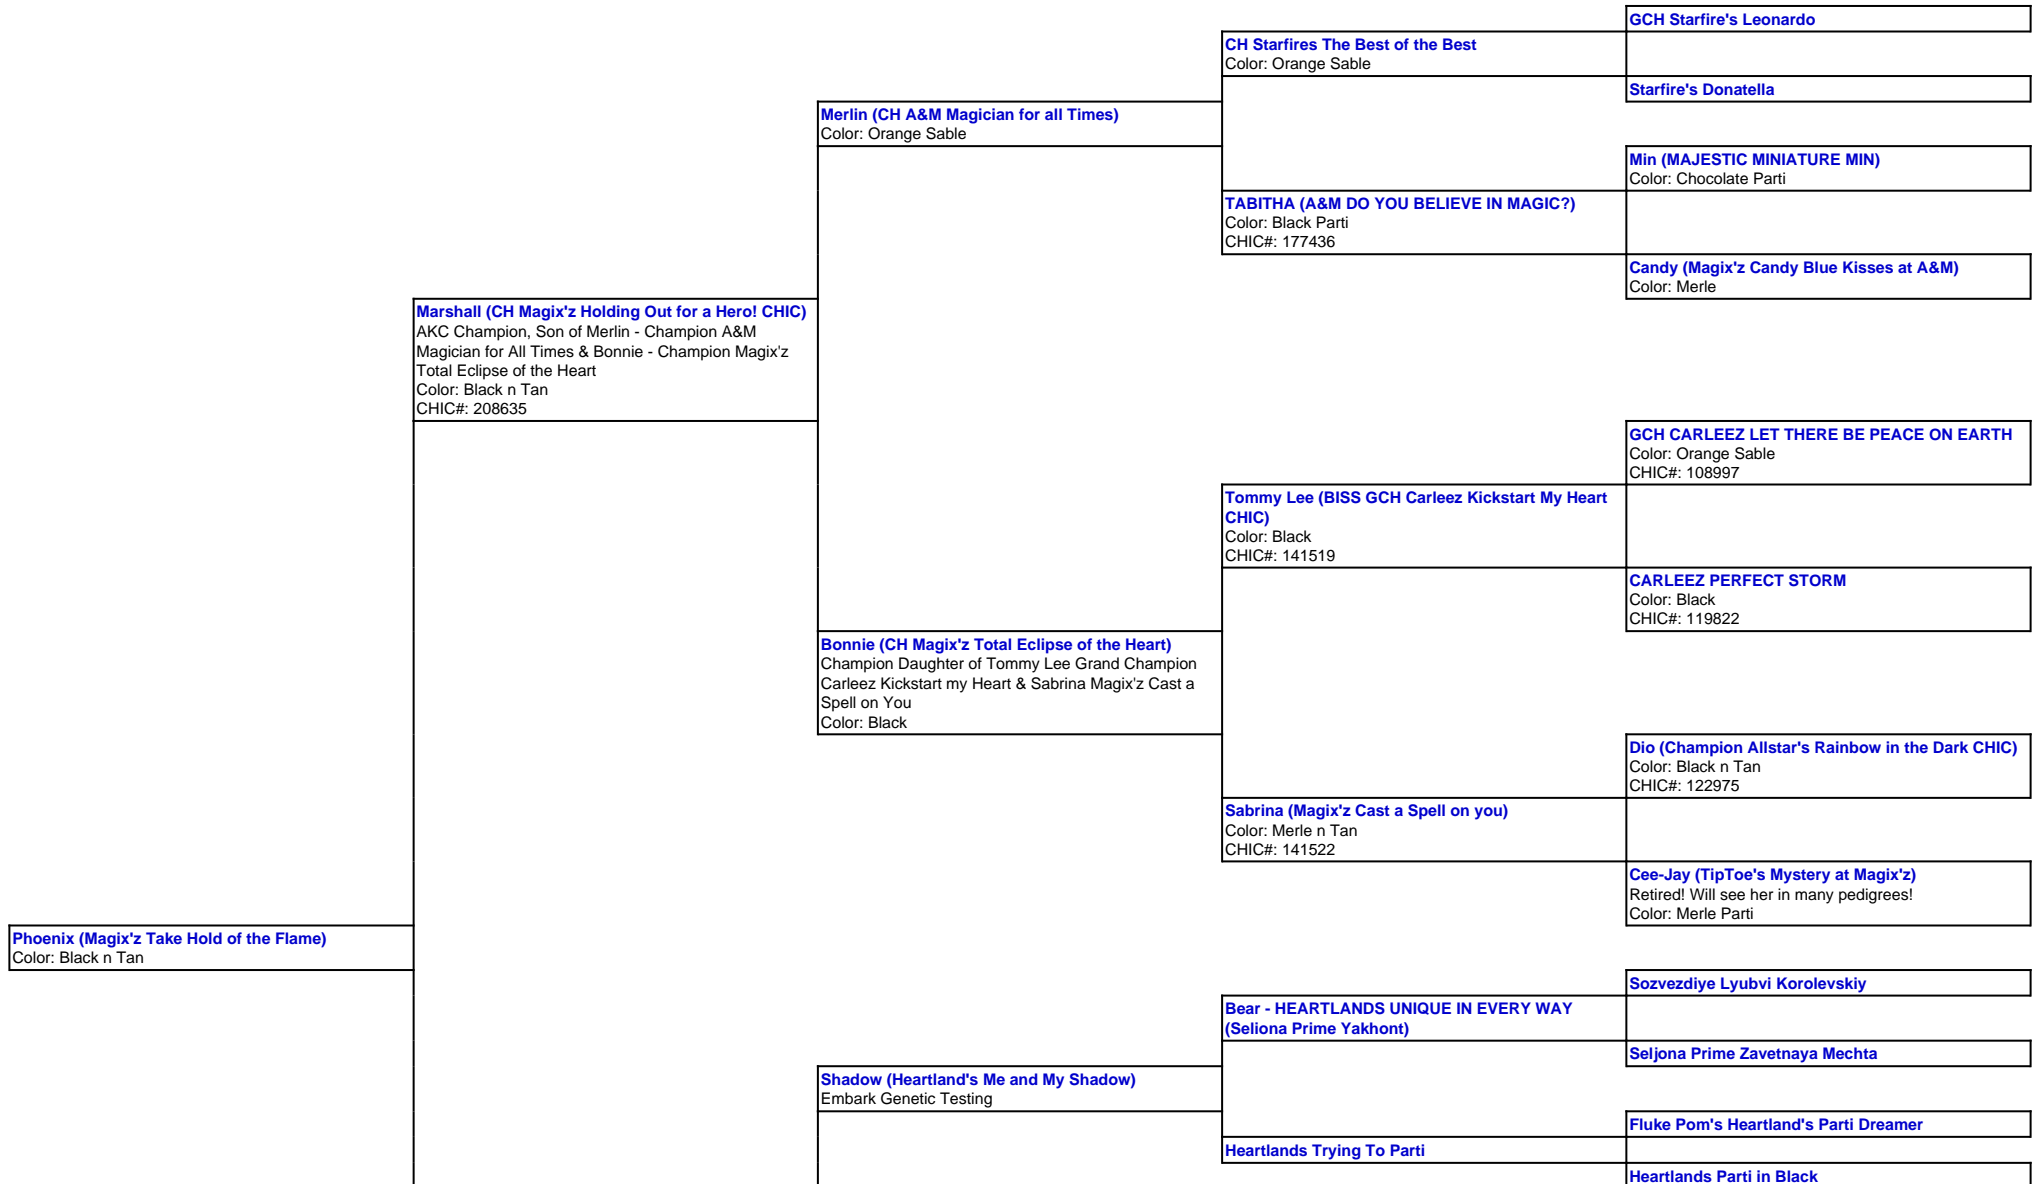 GCH Starfire's Leonardo
CH Starfires The Best of the Best
Color: Orange Sable
Starfire's Donatella
Merlin (CH A&M Magician for all Times)
Color: Orange Sable
Min (MAJESTIC MINIATURE MIN)
Color: Chocolate Parti
TABITHA (A&M DO YOU BELIEVE IN MAGIC?)
Color: Black Parti
CHIC#: 177436
Candy (Magix'z Candy Blue Kisses at A&M)
Color: Merle
Marshall (CH Magix'z Holding Out for a Hero! CHIC)
AKC Champion, Son of Merlin - Champion A&M
Magician for All Times & Bonnie - Champion Magix'z
Total Eclipse of the Heart
Color: Black n Tan
CHIC#: 208635
GCH CARLEEZ LET THERE BE PEACE ON EARTH
Color: Orange Sable
CHIC#: 108997
Tommy Lee (BISS GCH Carleez Kickstart My Heart
CHIC)
Color: Black
CHIC#: 141519
CARLEEZ PERFECT STORM
Color: Black
CHIC#: 119822
Bonnie (CH Magix'z Total Eclipse of the Heart)
Champion Daughter of Tommy Lee Grand Champion
Carleez Kickstart my Heart & Sabrina Magix'z Cast a
Spell on You
Color: Black
Dio (Champion Allstar's Rainbow in the Dark CHIC)
Color: Black n Tan
CHIC#: 122975
Sabrina (Magix'z Cast a Spell on you)
Color: Merle n Tan
CHIC#: 141522
Cee-Jay (TipToe's Mystery at Magix'z)
Retired! Will see her in many pedigrees!
Color: Merle Parti
Phoenix (Magix'z Take Hold of the Flame)
Color: Black n Tan
Sozvezdiye Lyubvi Korolevskiy
Bear - HEARTLANDS UNIQUE IN EVERY WAY
(Seliona Prime Yakhont)
Seljona Prime Zavetnaya Mechta
Shadow (Heartland's Me and My Shadow)
Embark Genetic Testing
Fluke Pom's Heartland's Parti Dreamer
Heartlands Trying To Parti
Heartlands Parti in Black